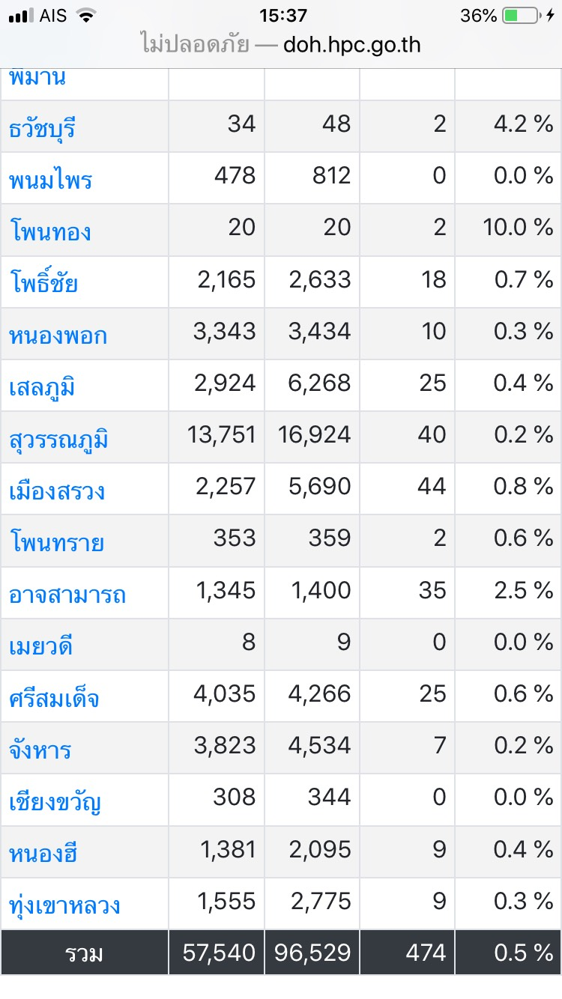 AIS 15:37 36%
ไม่ปลอดภัย — doh.hpc.go.th
พิมาน
ธวัชบุรี 34 48 2 4.2 %
พนมไพร 478 812 0 0.0 %
โพนทอง 20 20 2 10.0 %
โพธิ์ชัย 2,165 2,633 18 0.7 %
หนองพอก 3,343 3,434 10 0.3 %
เสลภูมิ 2,924 6,268 25 0.4 %
สุวรรณภูมิ 13,751 16,924 40 0.2 %
เมืองสรวง 2,257 5,690 44 0.8 %
โพนทราย 353 359 2 0.6 %
อาจสามารถ 1,345 1,400 35 2.5 %
เมยวดี 8 9 0 0.0 %
ศรีสมเด็จ 4,035 4,266 25 0.6 %
จังหาร 3,823 4,534 7 0.2 %
เชียงขวัญ 308 344 0 0.0 %
หนองฮี 1,381 2,095 9 0.4 %
ทุ่งเขาหลวง 1,555 2,775 9 0.3 %
รวม 57,540 96,529 474 0.5 %